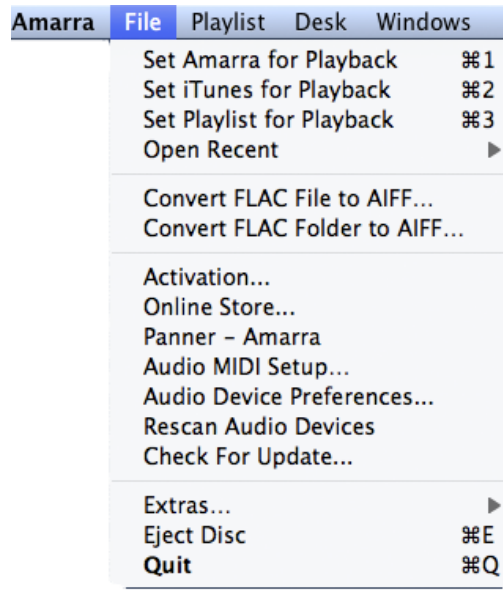 Amarra File Playlist Desk Windows
Set Amarra for Playback ⌘1
Set iTunes for Playback ⌘2
Set Playlist for Playback ⌘3
Open Recent ▶
Convert FLAC File to AIFF...
Convert FLAC Folder to AIFF...
Activation...
Online Store...
Panner – Amarra
Audio MIDI Setup...
Audio Device Preferences...
Rescan Audio Devices
Check For Update...
Extras... ▶
Eject Disc ⌘E
Quit ⌘Q